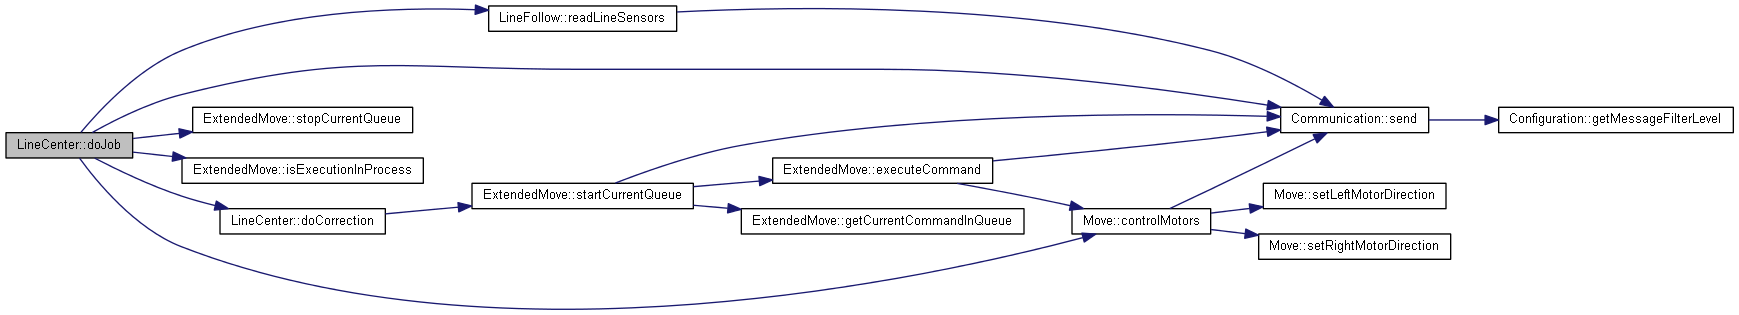 LineFollow::readLineSensors
ExtendedMove::stopCurrentQueue
Communication::send
Configuration::getMessageFilterLevel
LineCenter::doJob
ExtendedMove::isExecutionInProcess
ExtendedMove::executeCommand
ExtendedMove::startCurrentQueue
Move::setLeftMotorDirection
LineCenter::doCorrection
ExtendedMove::getCurrentCommandInQueue
Move::controlMotors
Move::setRightMotorDirection